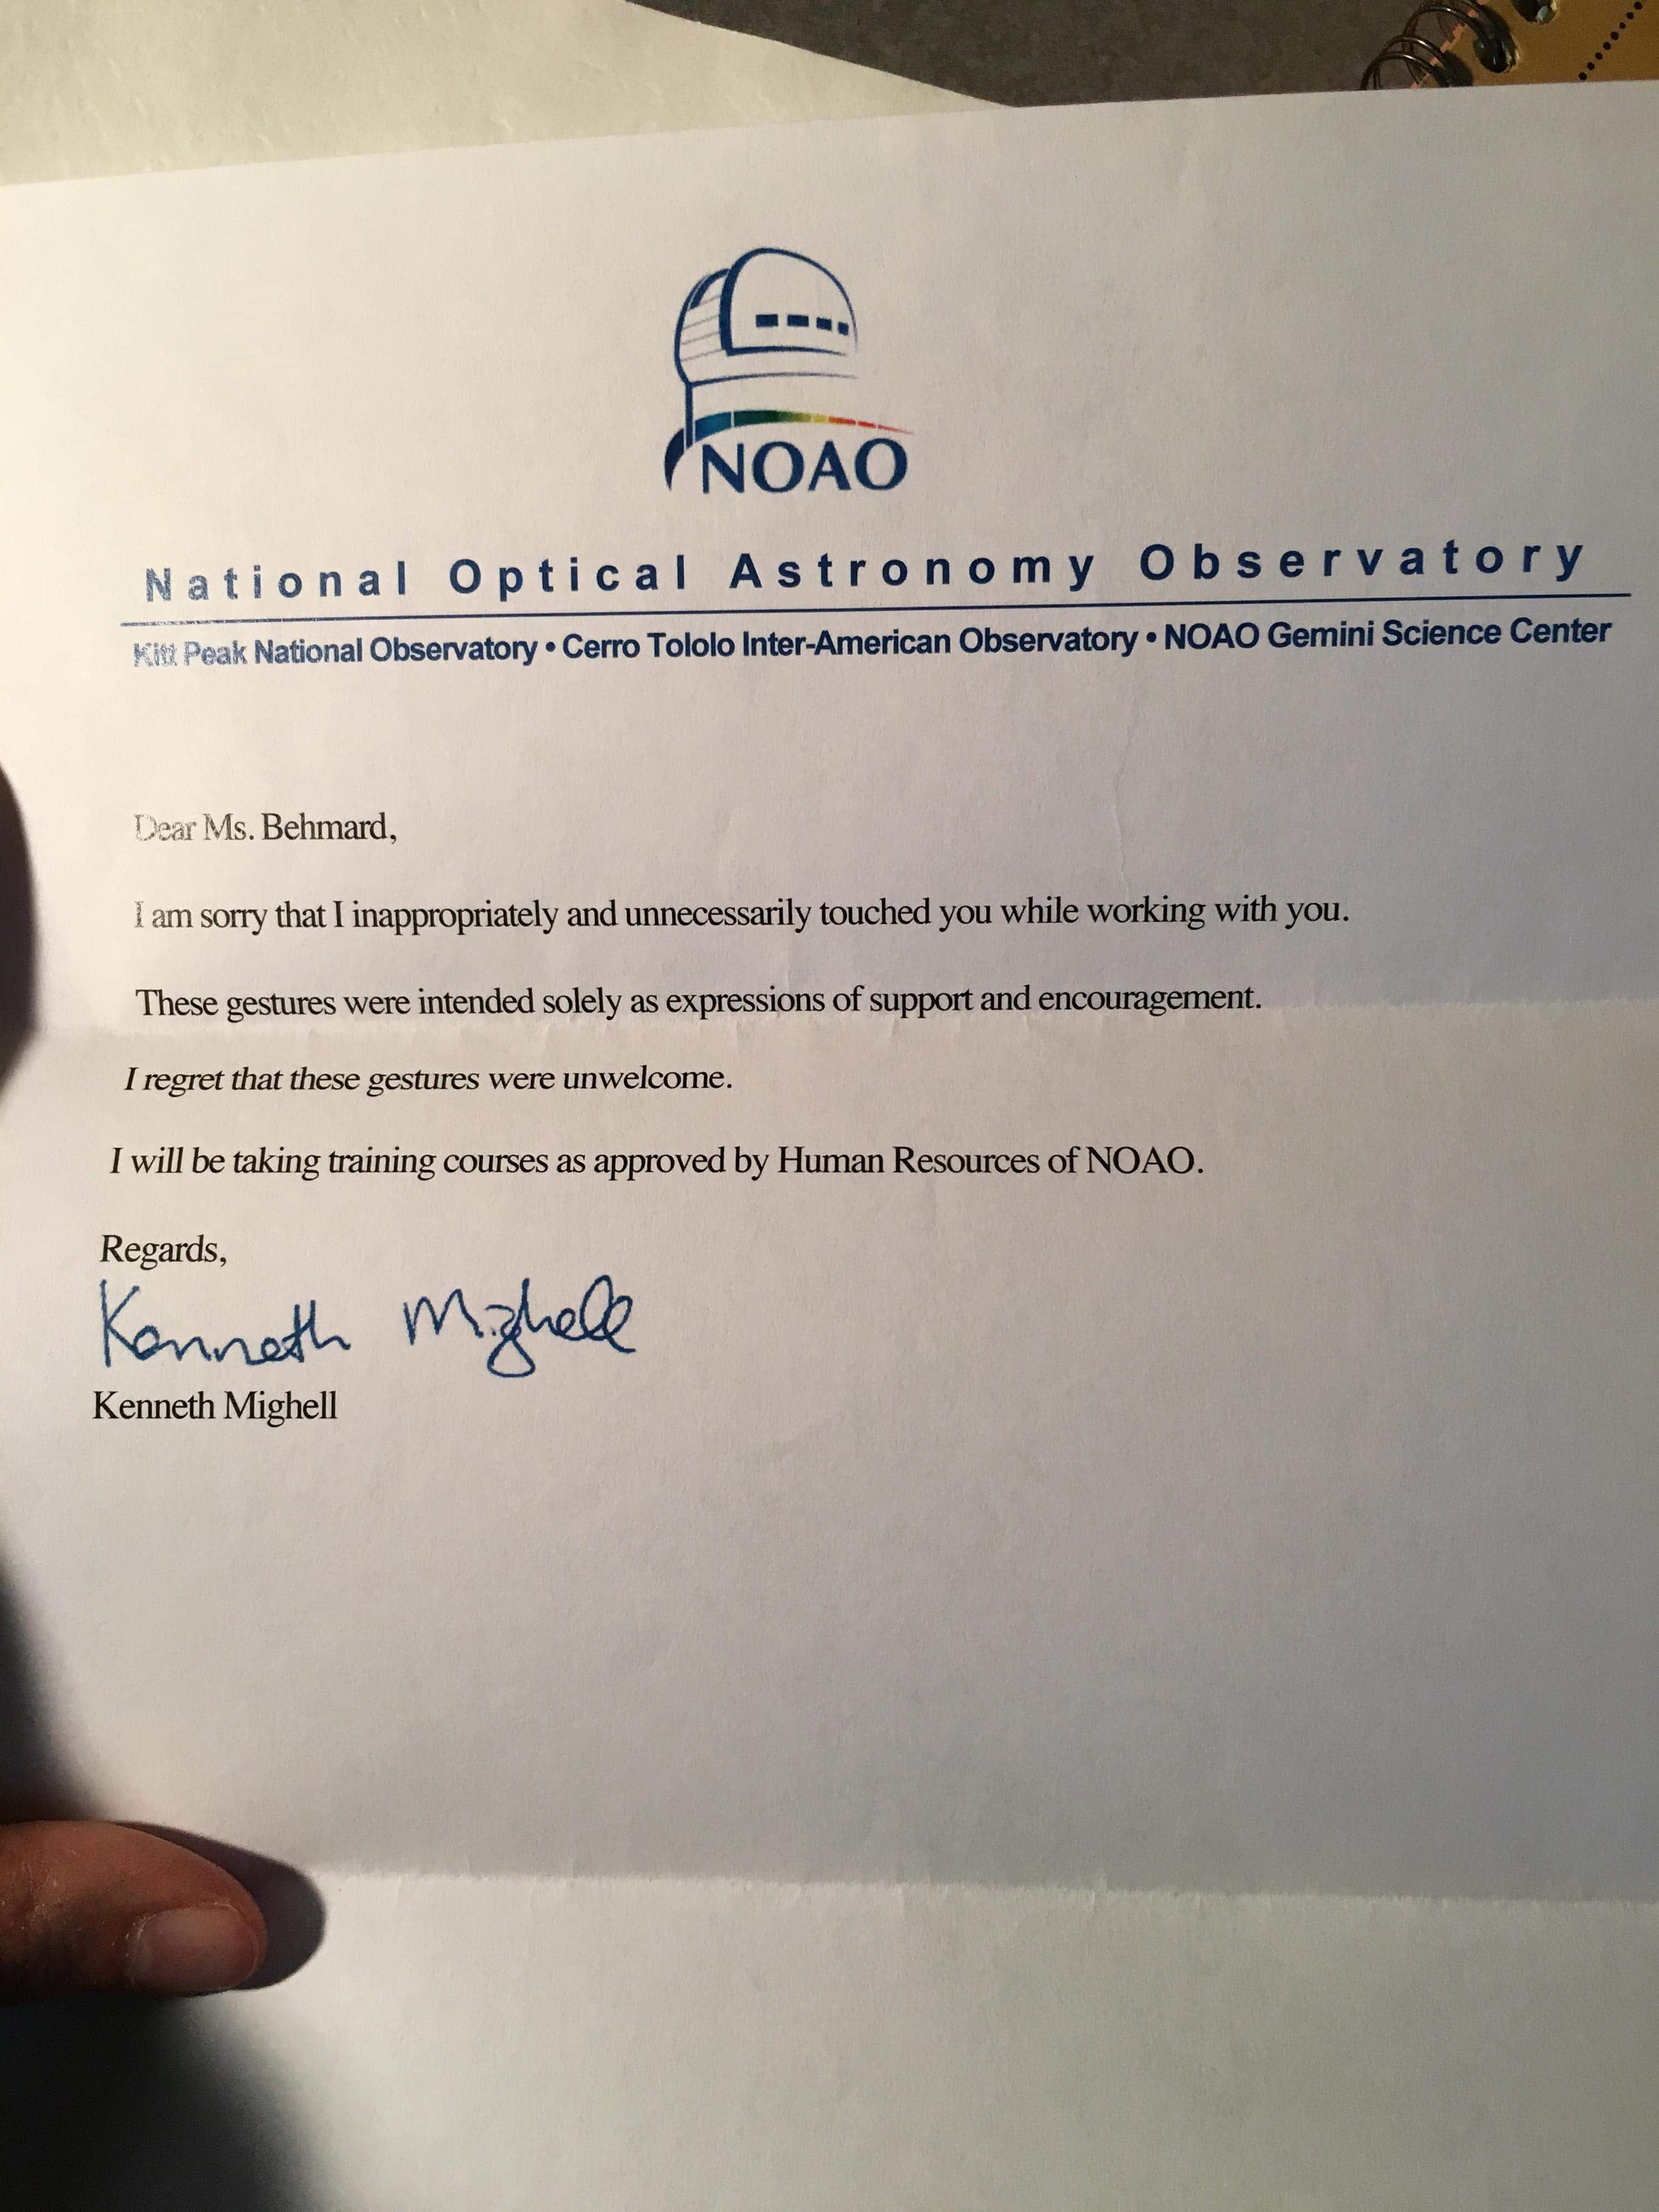 NOAO
National Optical Astronomy Observatory
Kitt Peak National Observatory • Cerro Tololo Inter-American Observatory • NOAO Gemini Science Center
Dear Ms. Behmard,
I am sorry that I inappropriately and unnecessarily touched you while working with you.
These gestures were intended solely as expressions of support and encouragement.
I regret that these gestures were unwelcome.
I will be taking training courses as approved by Human Resources of NOAO.
Regards,
Kenneth Mighell
Kenneth Mighell